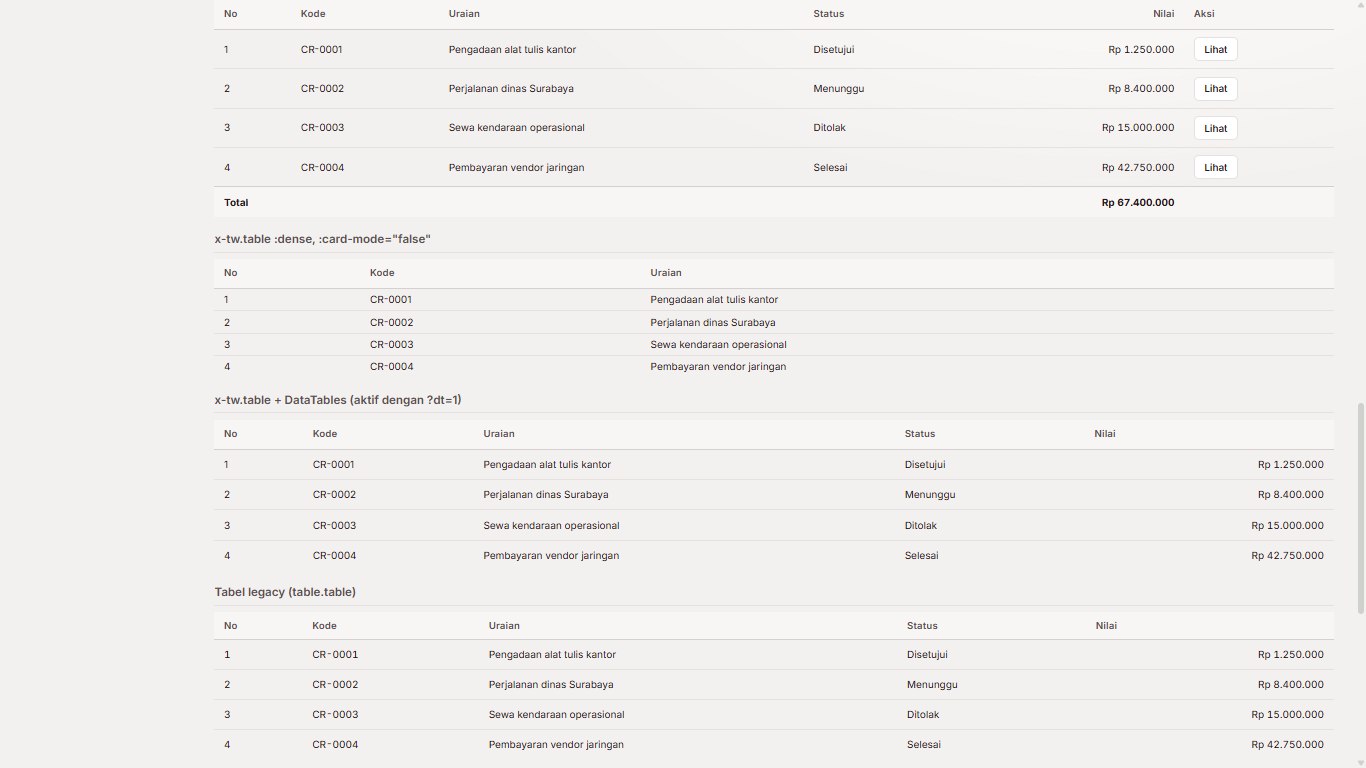 No Kode Uraian Status Nilai Aksi
1 CR-0001 Pengadaan alat tulis kantor Disetujui Rp 1.250.000 Lihat
2 CR-0002 Perjalanan dinas Surabaya Menunggu Rp 8.400.000 Lihat
3 CR-0003 Sewa kendaraan operasional Ditolak Rp 15.000.000 Lihat
4 CR-0004 Pembayaran vendor jaringan Selesai Rp 42.750.000 Lihat
Total Rp 67.400.000
x-tw.table :dense, :card-mode="false"
No Kode Uraian
1 CR-0001 Pengadaan alat tulis kantor
2 CR-0002 Perjalanan dinas Surabaya
3 CR-0003 Sewa kendaraan operasional
4 CR-0004 Pembayaran vendor jaringan
x-tw.table + DataTables (aktif dengan ?dt=1)
No Kode Uraian Status Nilai
1 CR-0001 Pengadaan alat tulis kantor Disetujui Rp 1.250.000
2 CR-0002 Perjalanan dinas Surabaya Menunggu Rp 8.400.000
3 CR-0003 Sewa kendaraan operasional Ditolak Rp 15.000.000
4 CR-0004 Pembayaran vendor jaringan Selesai Rp 42.750.000
Tabel legacy (table.table)
No Kode Uraian Status Nilai
1 CR-0001 Pengadaan alat tulis kantor Disetujui Rp 1.250.000
2 CR-0002 Perjalanan dinas Surabaya Menunggu Rp 8.400.000
3 CR-0003 Sewa kendaraan operasional Ditolak Rp 15.000.000
4 CR-0004 Pembayaran vendor jaringan Selesai Rp 42.750.000